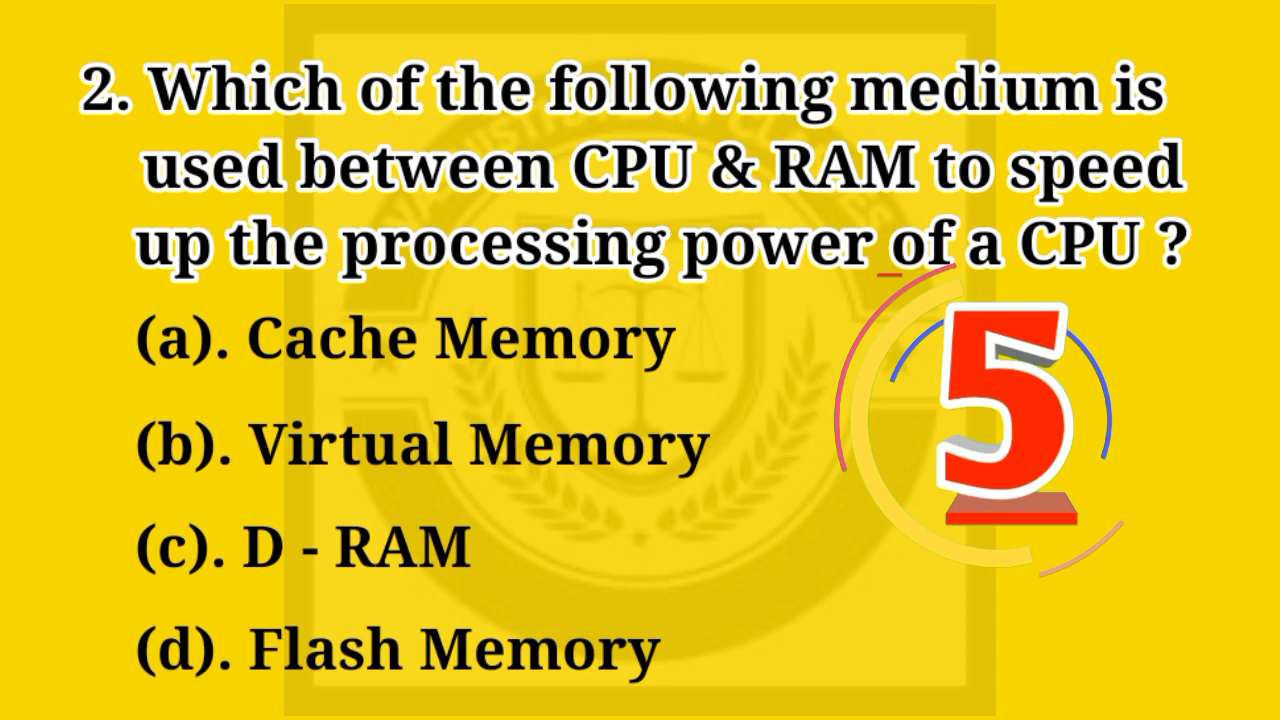 2. Which of the following medium is
used between CPU & RAM to speed
up the processing power of a CPU ?
(a). Cache Memory
5
(b). Virtual Memory
(c). D - RAM
(d). Flash Memory